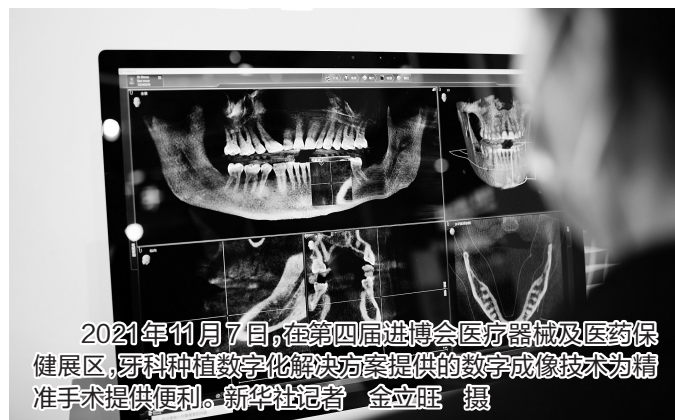 2021年11月7日,在第四届进博会医疗器械及医药保
健展区,牙科种植数字化解决方案提供的数字成像技术为精
准手术提供便利。新华社记者 金立旺 摄